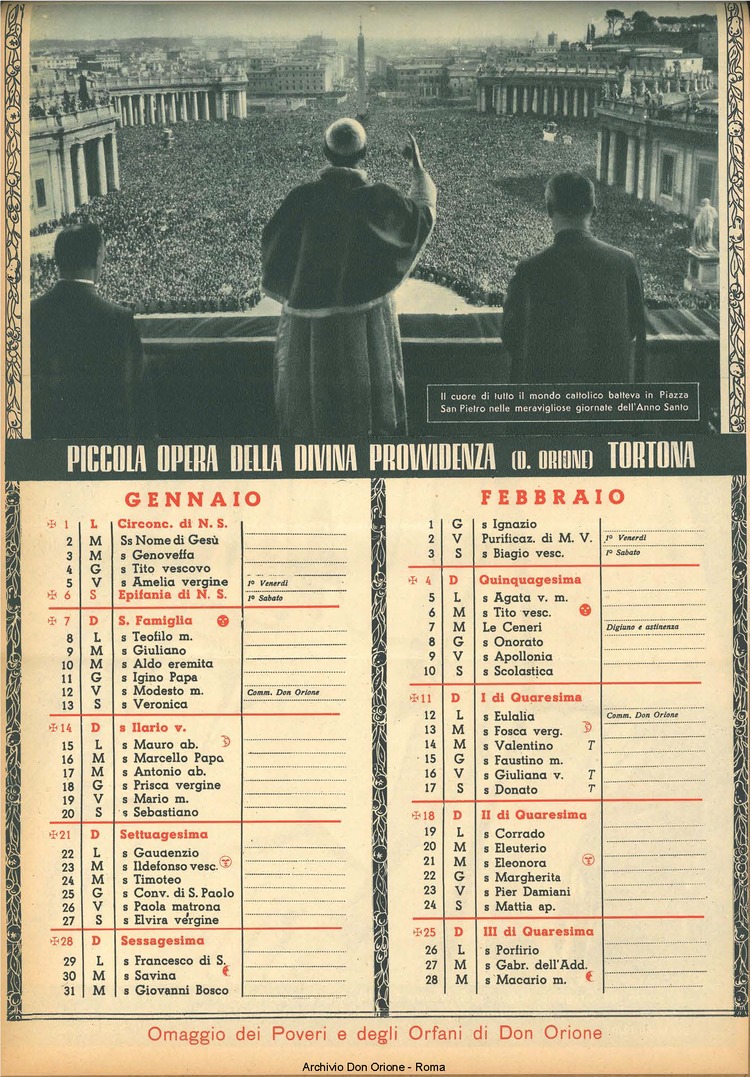 Il cuore di tutto il mondo cattolico batteva in Piazza
San Pietro nelle meravigliose giornate dell'Anno Santo
PICCOLA OPERA DELLA DIVINA PROVVIDENZA (D. ORIONE) TORTONA
GENNAIO
✠ 1 L Circonc. di N. S.
2 M Ss Nome di Gesù
3 M s Genoveffa
4 G s Tito vescovo
5 V s Amelia vergine 1º Venerdì
✠ 6 S Epifania di N. S. 1º Sabato
✠ 7 D S. Famiglia
8 L s Teofilo m.
9 M s Giuliano
10 M s Aldo eremita
11 G s Igino Papa
12 V s Modesto m. Comm. Don Orione
13 S s Veronica
✠ 14 D s Ilario v.
15 L s Mauro ab.
16 M s Marcello Papa
17 M s Antonio ab.
18 G s Prisca vergine
19 V s Mario m.
20 S s Sebastiano
✠ 21 D Settuagesima
22 L s Gaudenzio
23 M s Ildefonso vesc.
24 M s Timoteo
25 G s Conv. di S. Paolo
26 V s Paola matrona
27 S s Elvira vergine
✠ 28 D Sessagesima
29 L s Francesco di S.
30 M s Savina
31 M s Giovanni Bosco
FEBBRAIO
1 G s Ignazio
2 V Purificaz. di M. V. 1º Venerdì
3 S s Biagio vesc. 1º Sabato
✠ 4 D Quinquagesima
5 L s Agata v. m.
6 M s Tito vesc.
7 M Le Ceneri Digiuno e astinenza
8 G s Onorato
9 V s Apollonia
10 S s Scolastica
✠ 11 D I di Quaresima
12 L s Eulalia Comm. Don Orione
13 M s Fosca verg.
14 M s Valentino T
15 G s Faustino m.
16 V s Giuliana v. T
17 S s Donato T
✠ 18 D II di Quaresima
19 L s Corrado
20 M s Eleuterio
21 M s Eleonora
22 G s Margherita
23 V s Pier Damiani
24 S s Mattia ap.
✠ 25 D III di Quaresima
26 L s Porfirio
27 M s Gabr. dell'Add.
28 M s Macario m.
Omaggio dei Poveri e degli Orfani di Don Orione
Archivio Don Orione - Roma